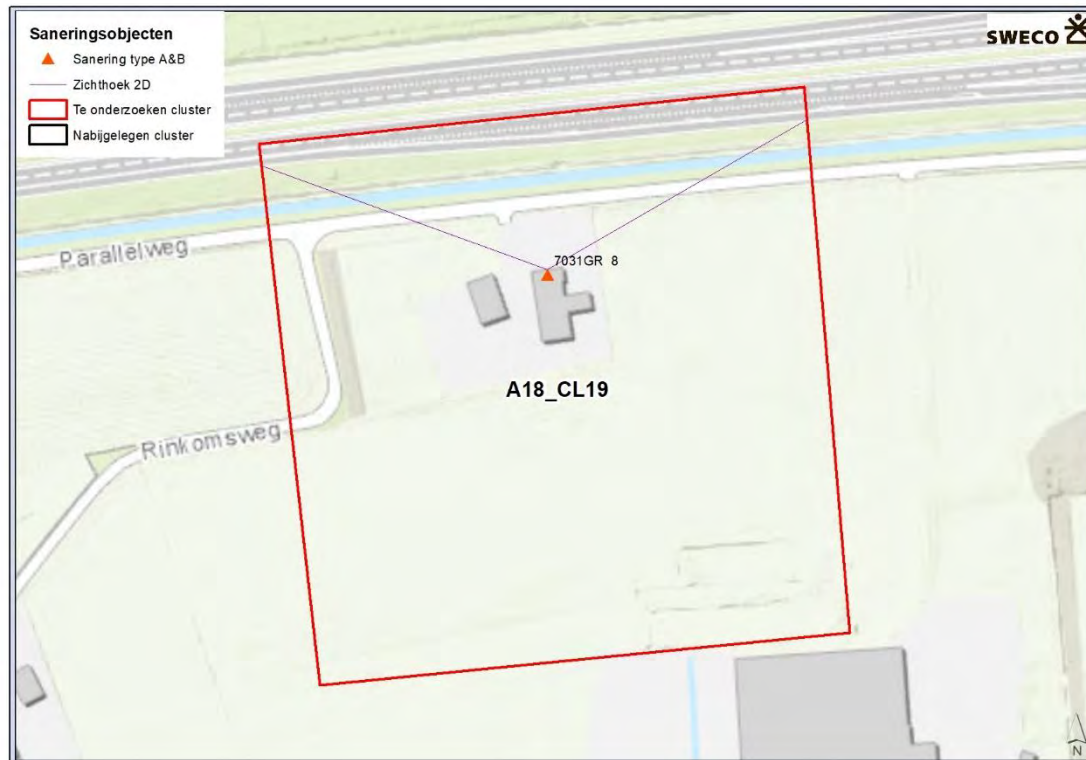 Saneringsobjecten
Sanering type A&B
Zichthoek 2D
Te onderzoeken cluster
Nabijgelegen cluster
SWECO
Parallelweg
7031GR 8
A18_CL19
Rinkomsweg
N